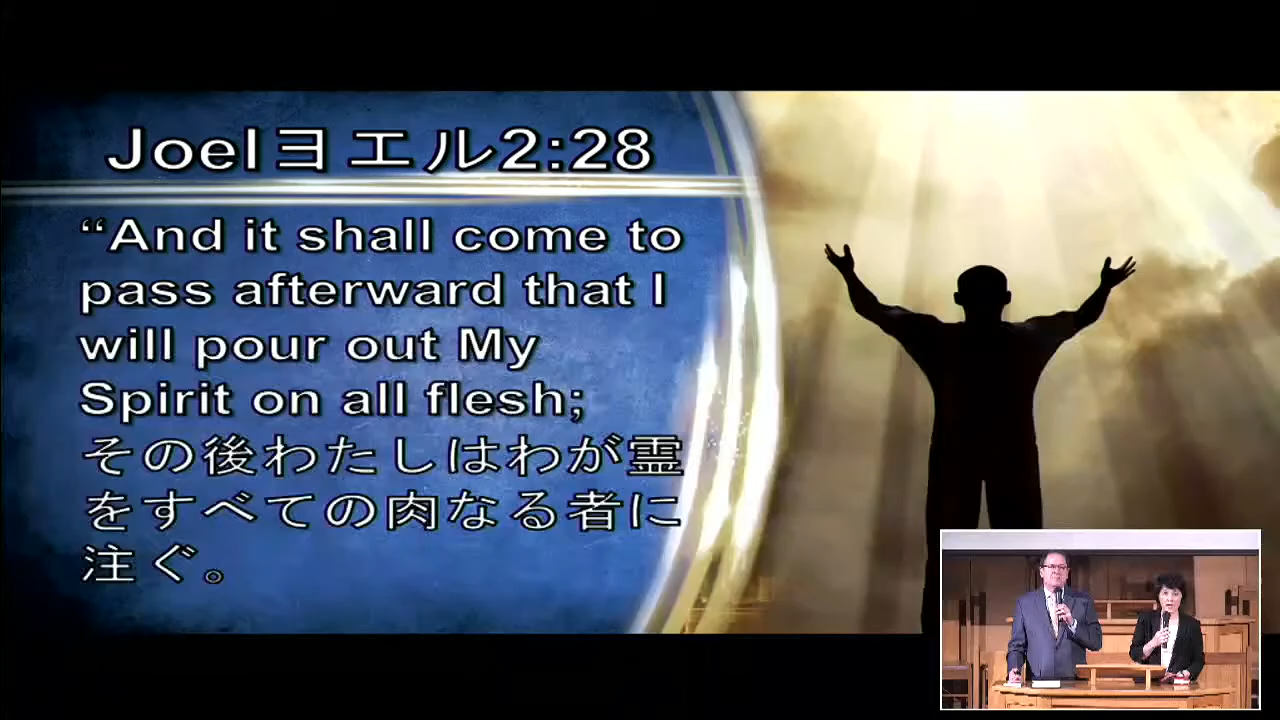 Joelヨエル2:28
“And it shall come to
pass afterward that I
will pour out My
Spirit on all flesh;
その後わたしはわが霊
をすべての肉なる者に
注ぐ。